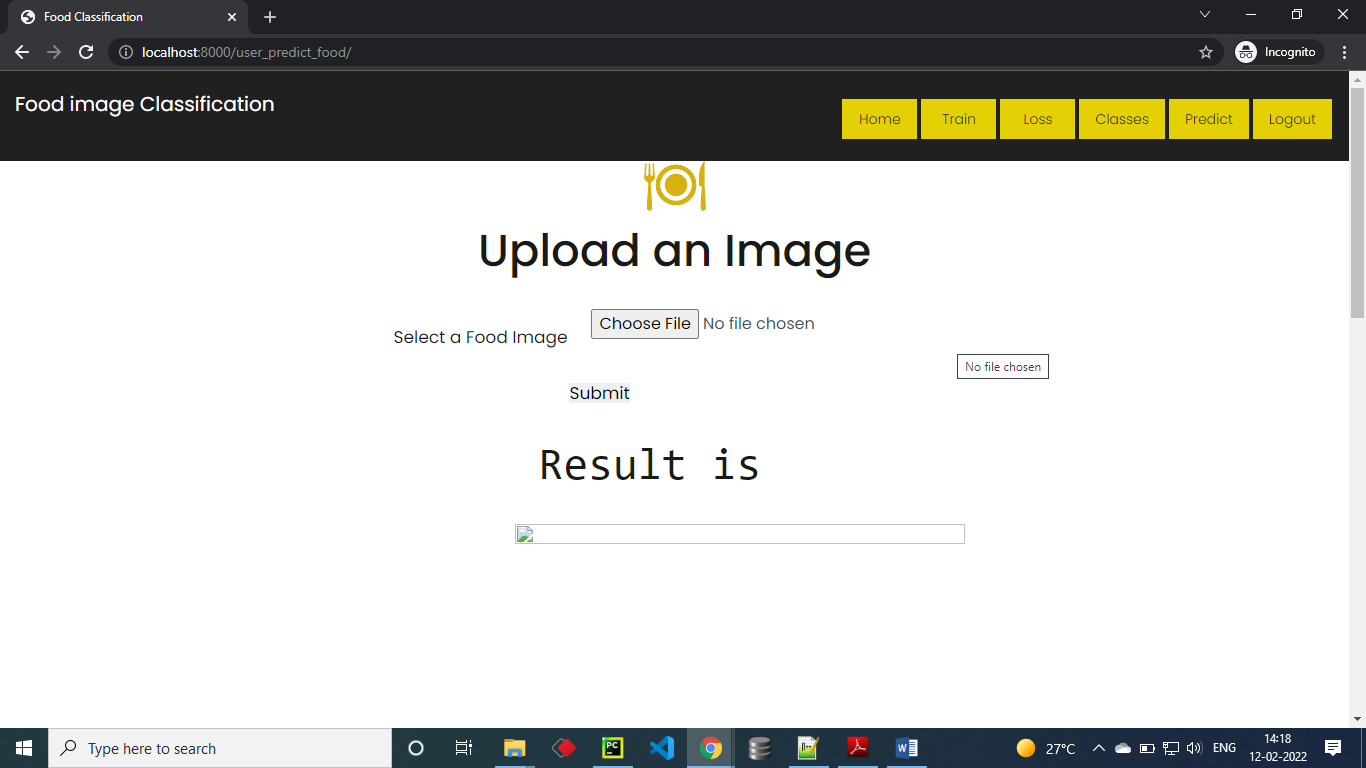 Food Classification
localhost:8000/user_predict_food/
Incognito
Food image Classification
Home Train Loss Classes Predict Logout
Upload an Image
Select a Food Image
Choose File No file chosen
No file chosen
Submit
Result is
Type here to search
PC
27°C
ENG
14:18
12-02-2022